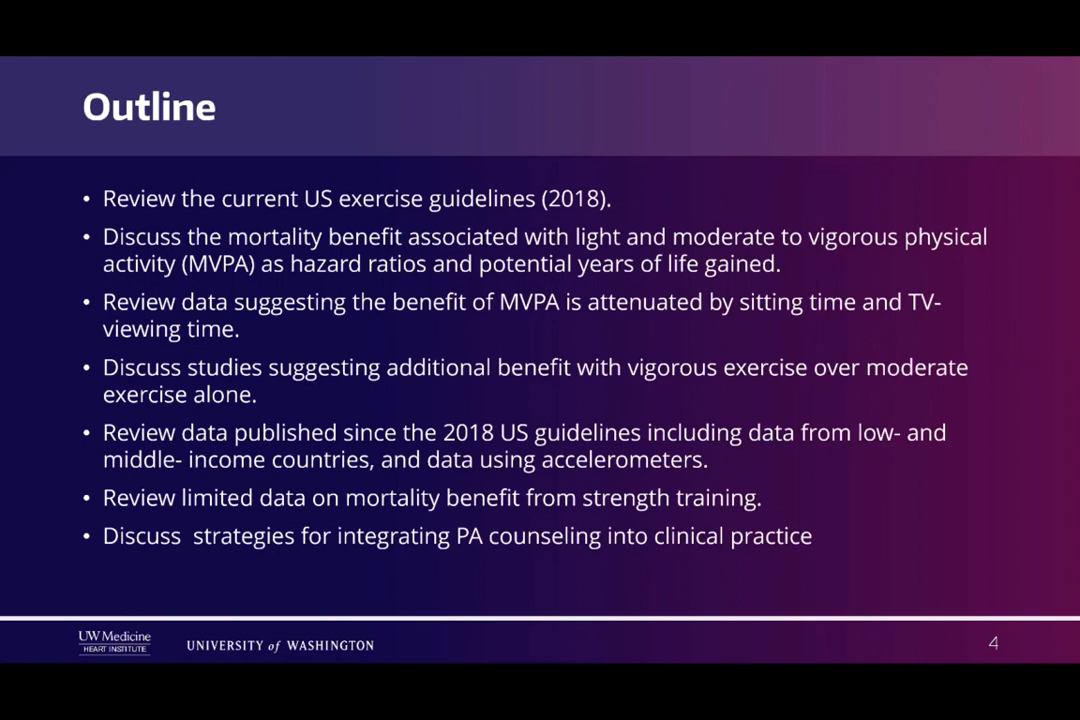 Outline
• Review the current US exercise guidelines (2018).
• Discuss the mortality benefit associated with light and moderate to vigorous physical
activity (MVPA) as hazard ratios and potential years of life gained.
• Review data suggesting the benefit of MVPA is attenuated by sitting time and TV-
viewing time.
• Discuss studies suggesting additional benefit with vigorous exercise over moderate
exercise alone.
• Review data published since the 2018 US guidelines including data from low- and
middle- income countries, and data using accelerometers.
• Review limited data on mortality benefit from strength training.
• Discuss  strategies for integrating PA counseling into clinical practice
UW Medicine
HEART INSTITUTE
UNIVERSITY of WASHINGTON
4